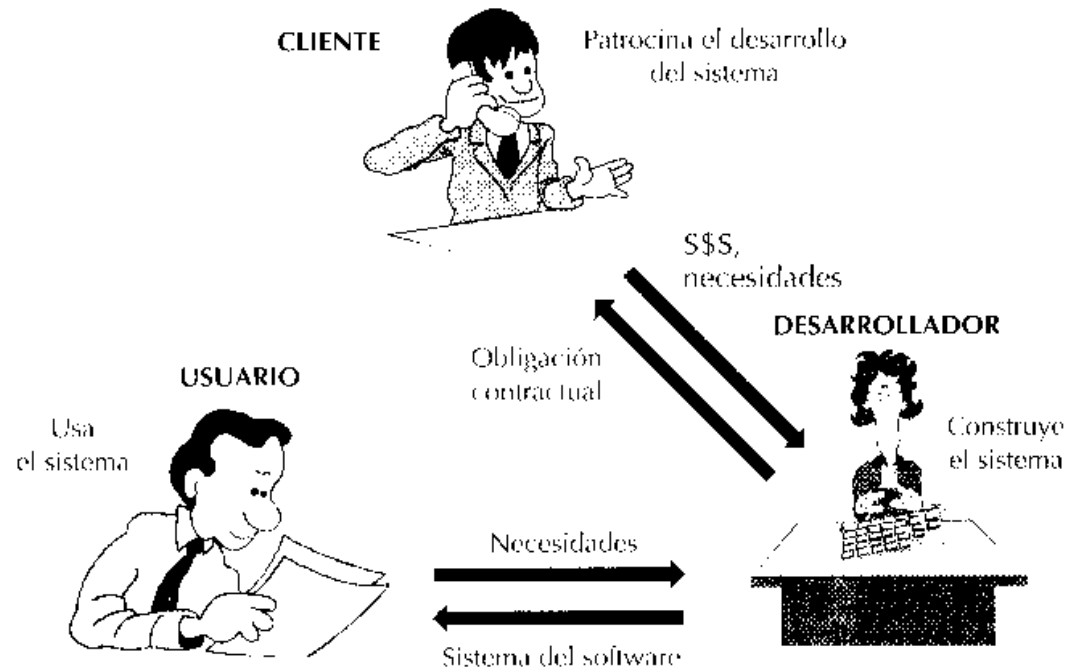 CLIENTE
Patrocina el desarrollo
del sistema
S$S,
necesidades
DESARROLLADOR
Obligación
contractual
USUARIO
Usa
el sistema
Construye
el sistema
Necesidades
Sistema del software